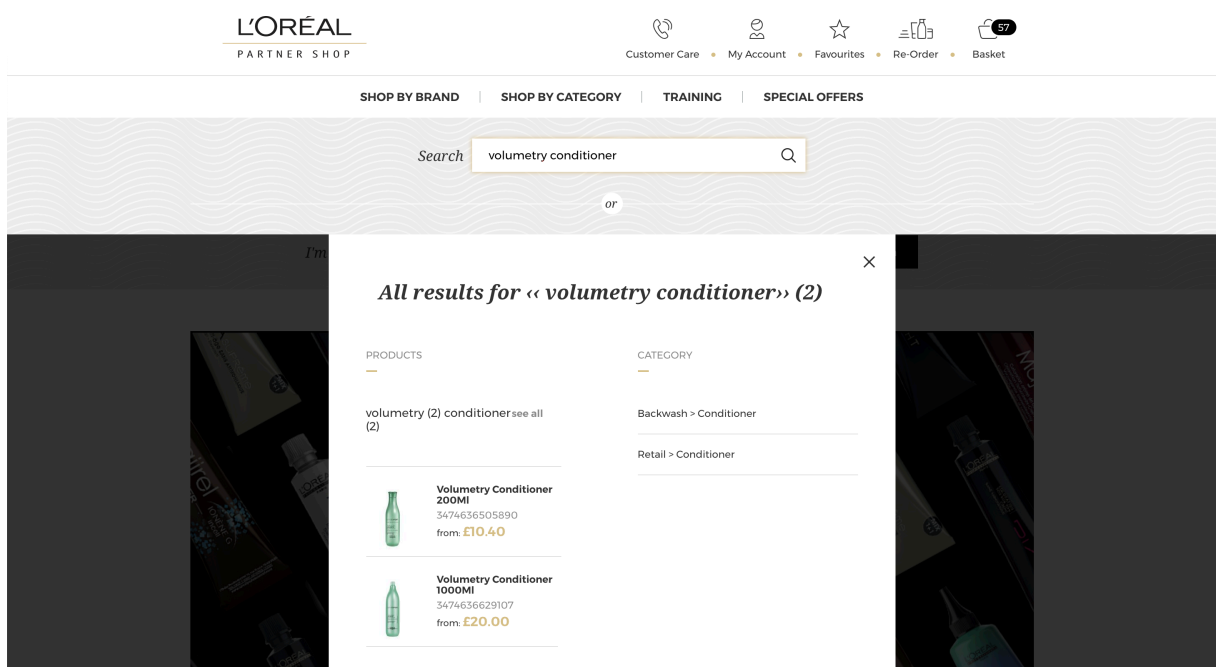 L'ORÉAL
PARTNER SHOP
57
Customer Care • My Account • Favourites • Re-Order • Basket
SHOP BY BRAND | SHOP BY CATEGORY | TRAINING | SPECIAL OFFERS
Search
volumetry conditioner
or
I'm
All results for ‹‹ volumetry conditioner›› (2)
PRODUCTS
CATEGORY
volumetry (2) conditioner see all
(2)
Backwash > Conditioner
Retail > Conditioner
Volumetry Conditioner
200Ml
3474636505890
from: £10.40
Volumetry Conditioner
1000Ml
3474636629107
from: £20.00